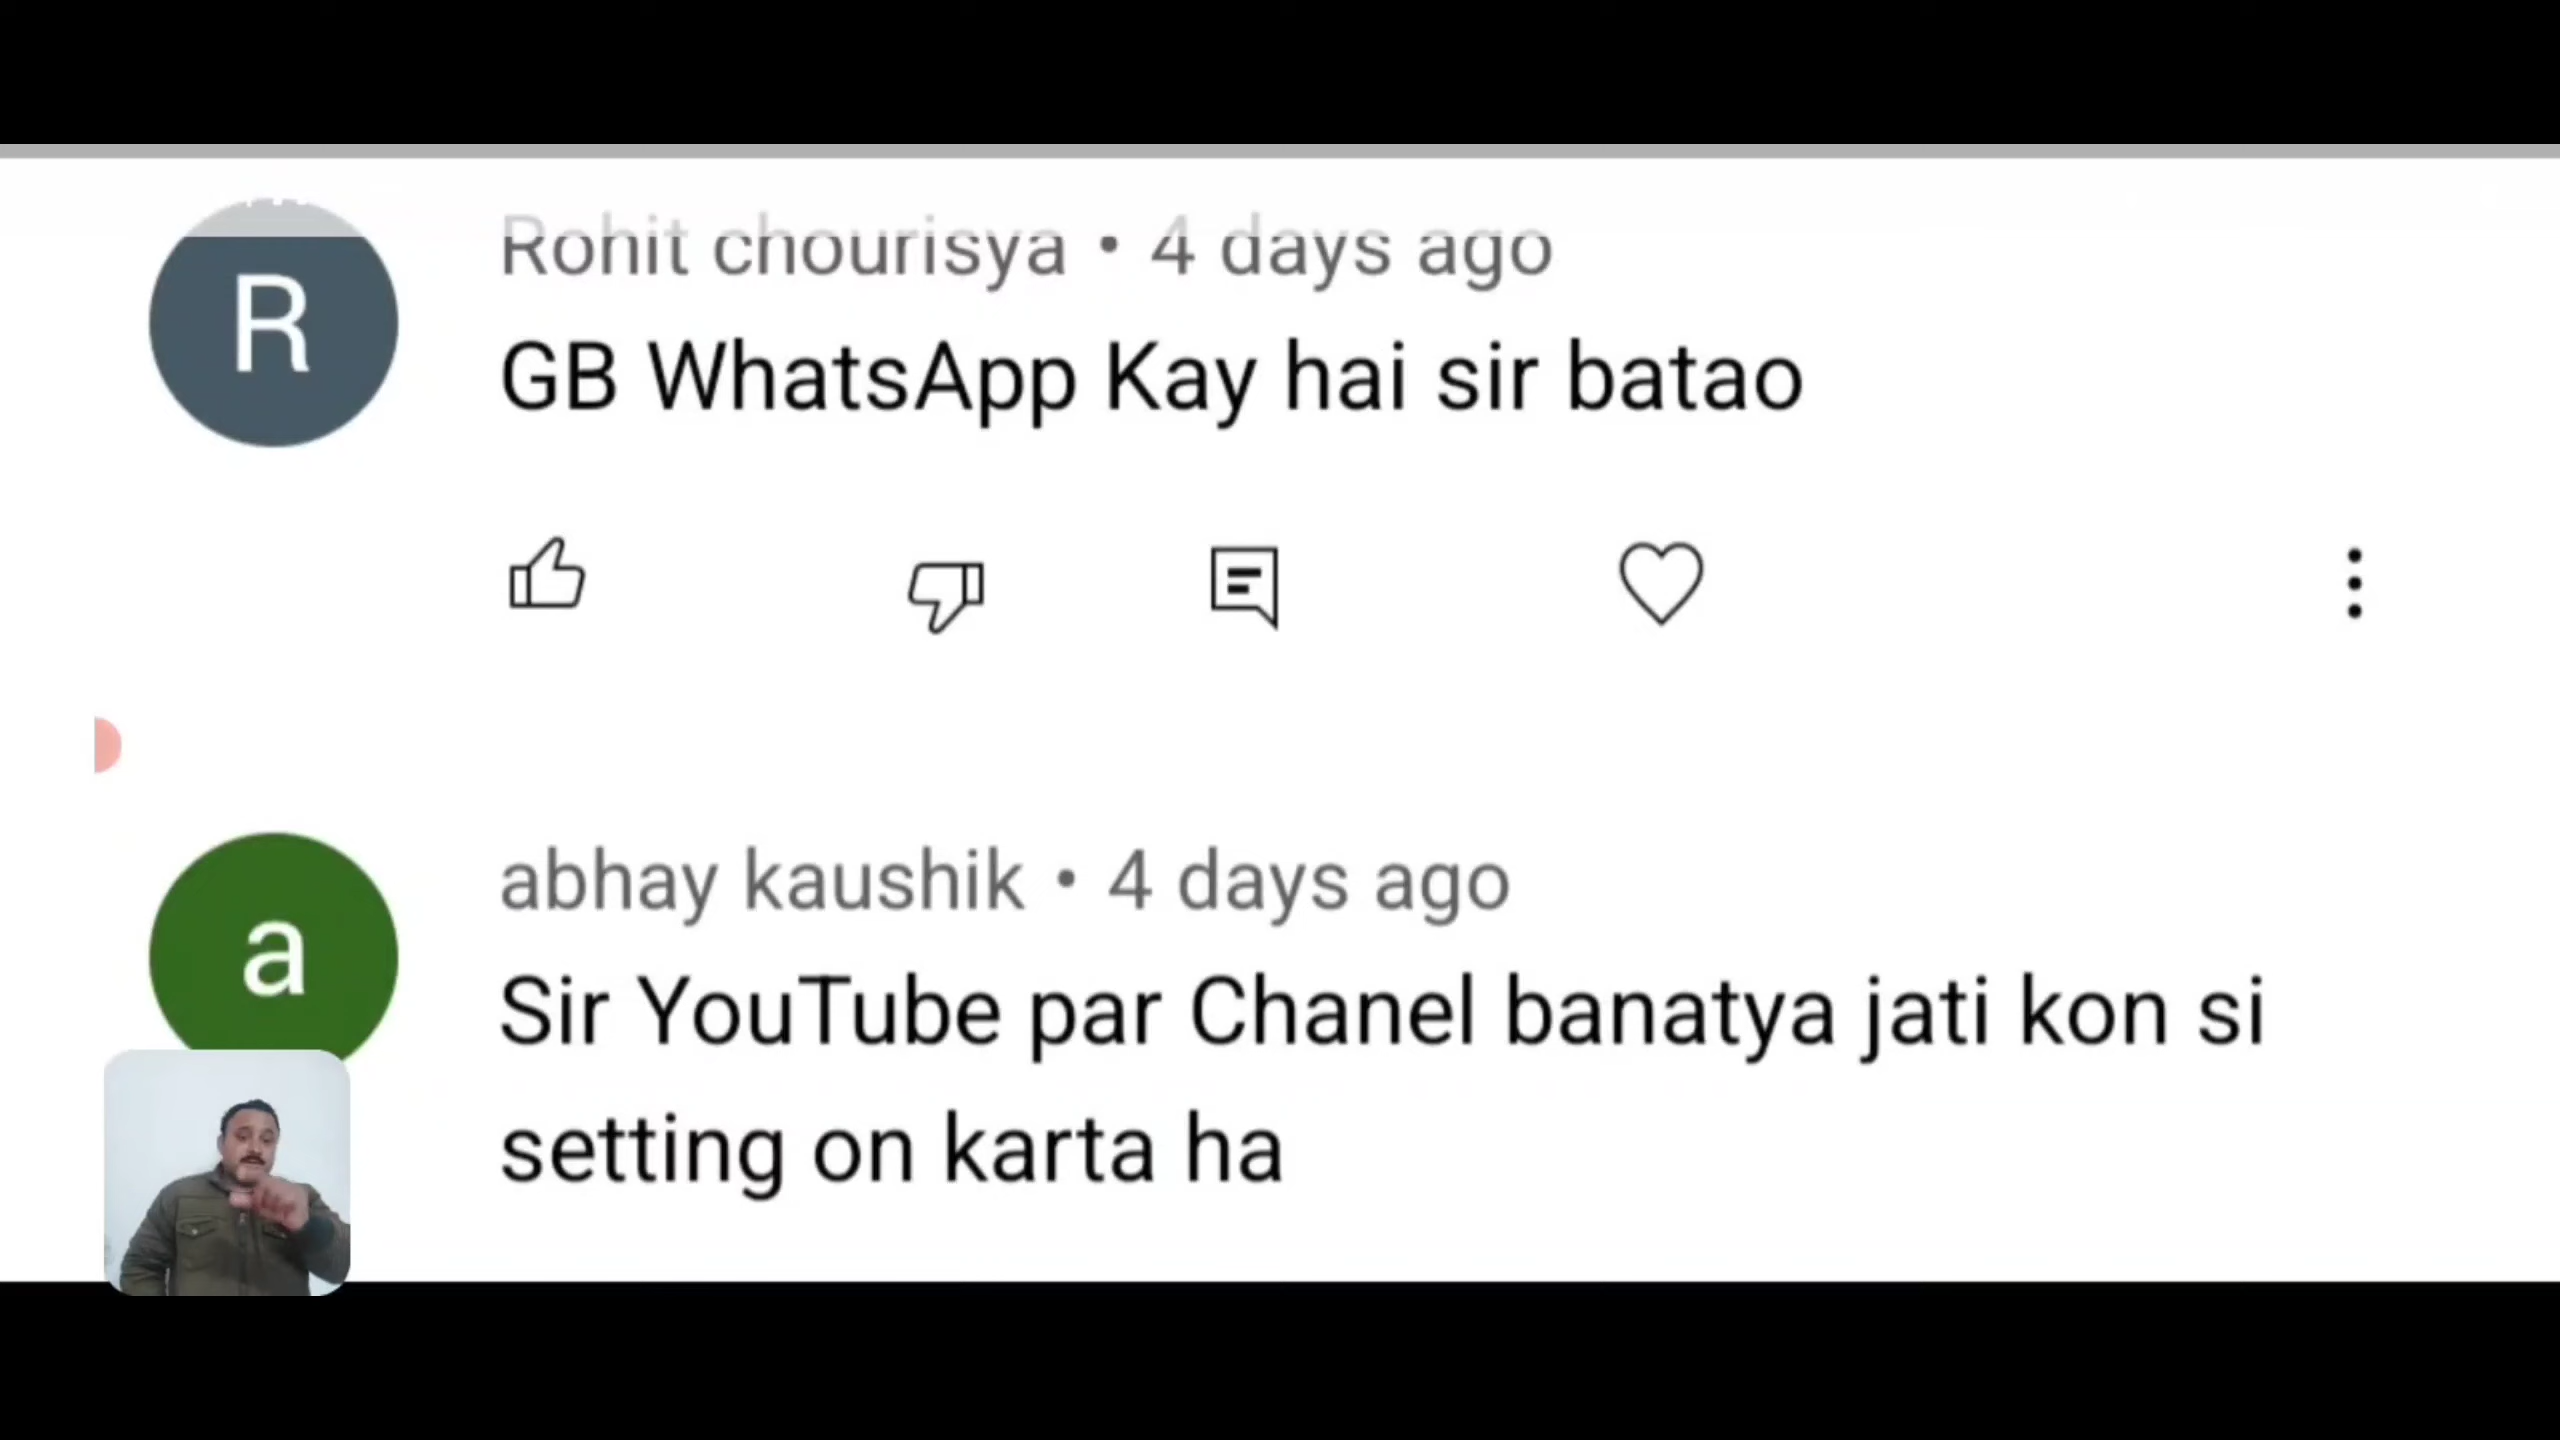 R
Rohit chourisya • 4 days ago
GB WhatsApp Kay hai sir batao
a
abhay kaushik • 4 days ago
Sir YouTube par Chanel banatya jati kon si
setting on karta ha